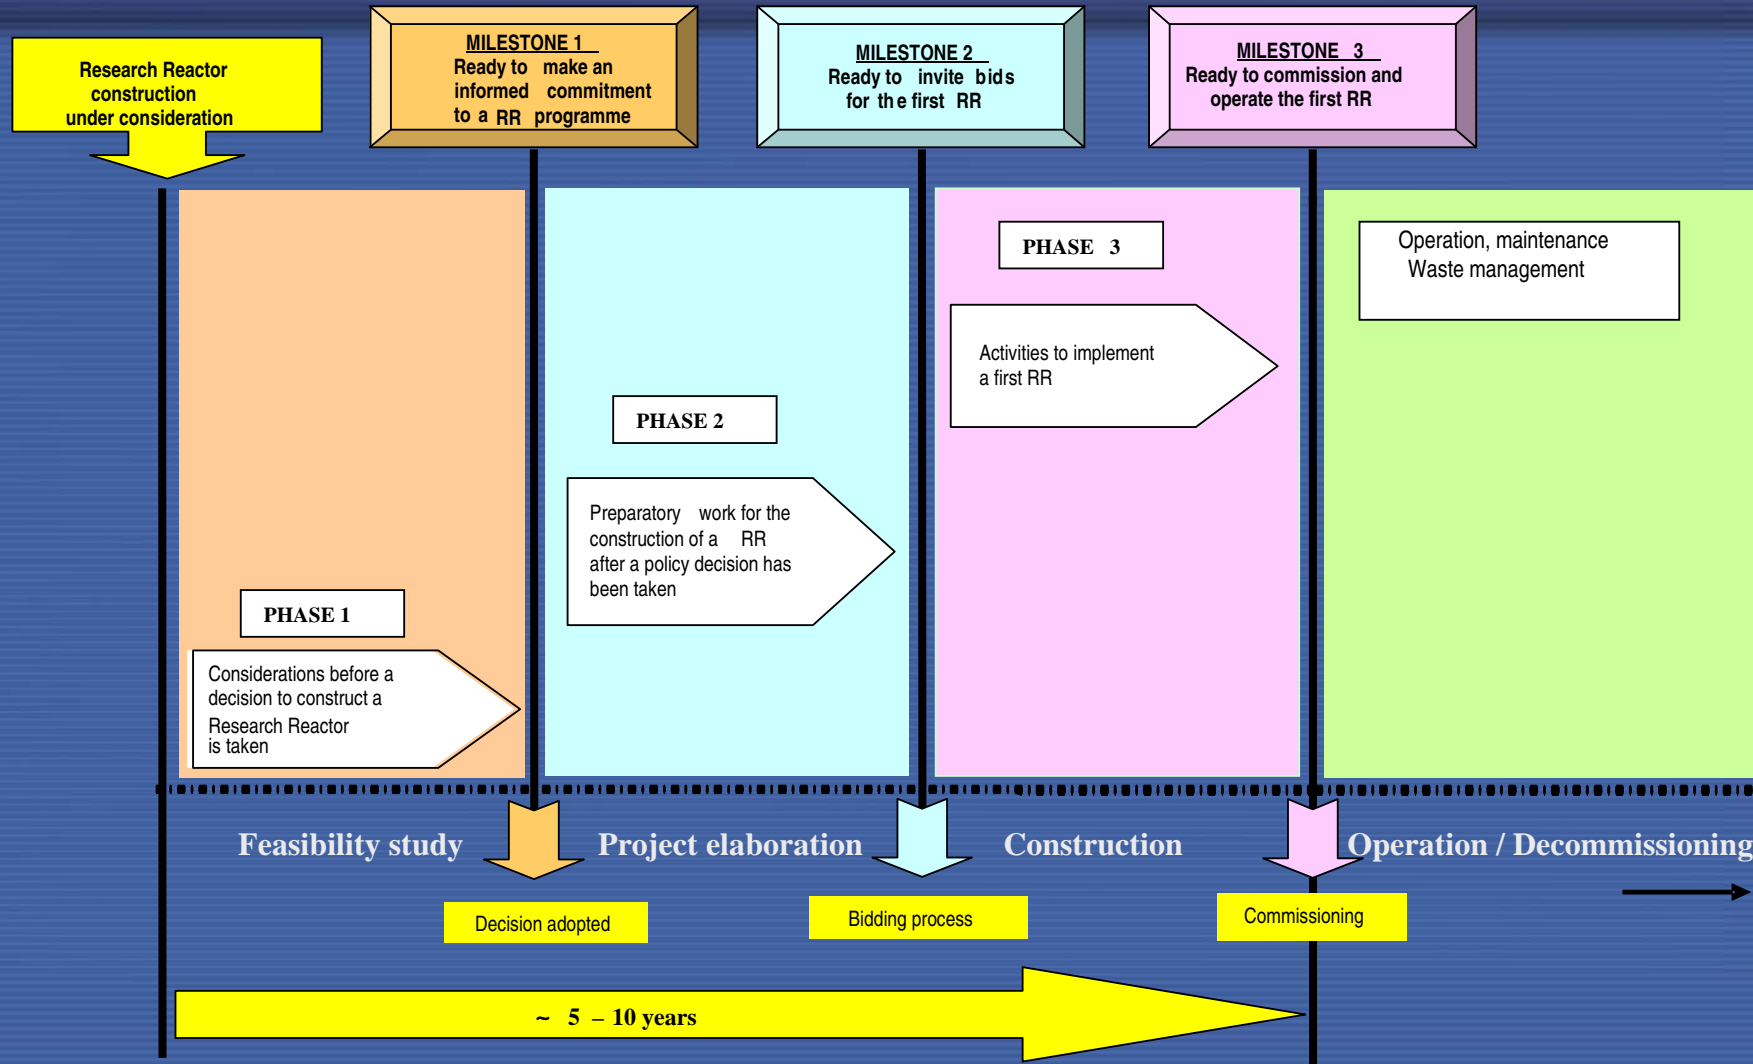 Research Reactor
construction
under consideration
MILESTONE 1
Ready to make an
informed commitment
to a RR programme
MILESTONE 2
Ready to invite bids
for the first RR
MILESTONE 3
Ready to commission and
operate the first RR
PHASE 1
Considerations before a
decision to construct a
Research Reactor
is taken
PHASE 2
Preparatory work for the
construction of a RR
after a policy decision has
been taken
PHASE 3
Activities to implement
a first RR
Operation, maintenance
Waste management
Feasibility study
Project elaboration
Construction
Operation / Decommissioning
Decision adopted
Bidding process
Commissioning
~ 5 – 10 years